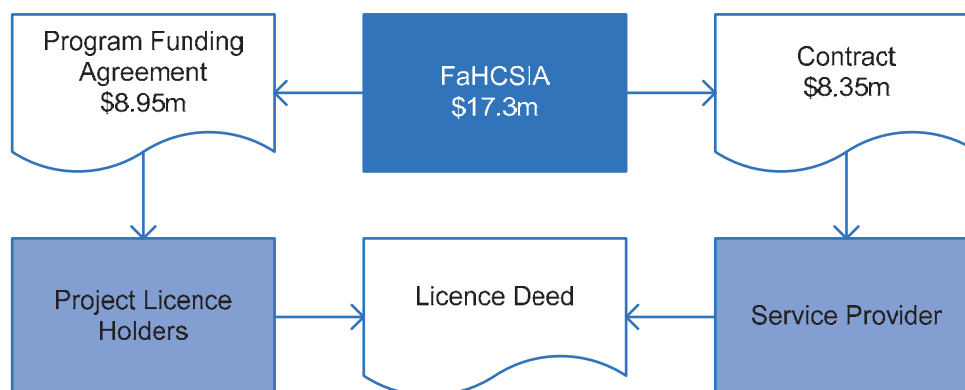 Program Funding
Agreement
$8.95m
FaHCSIA
$17.3m
Contract
$8.35m
Project Licence
Holders
Licence Deed
Service Provider